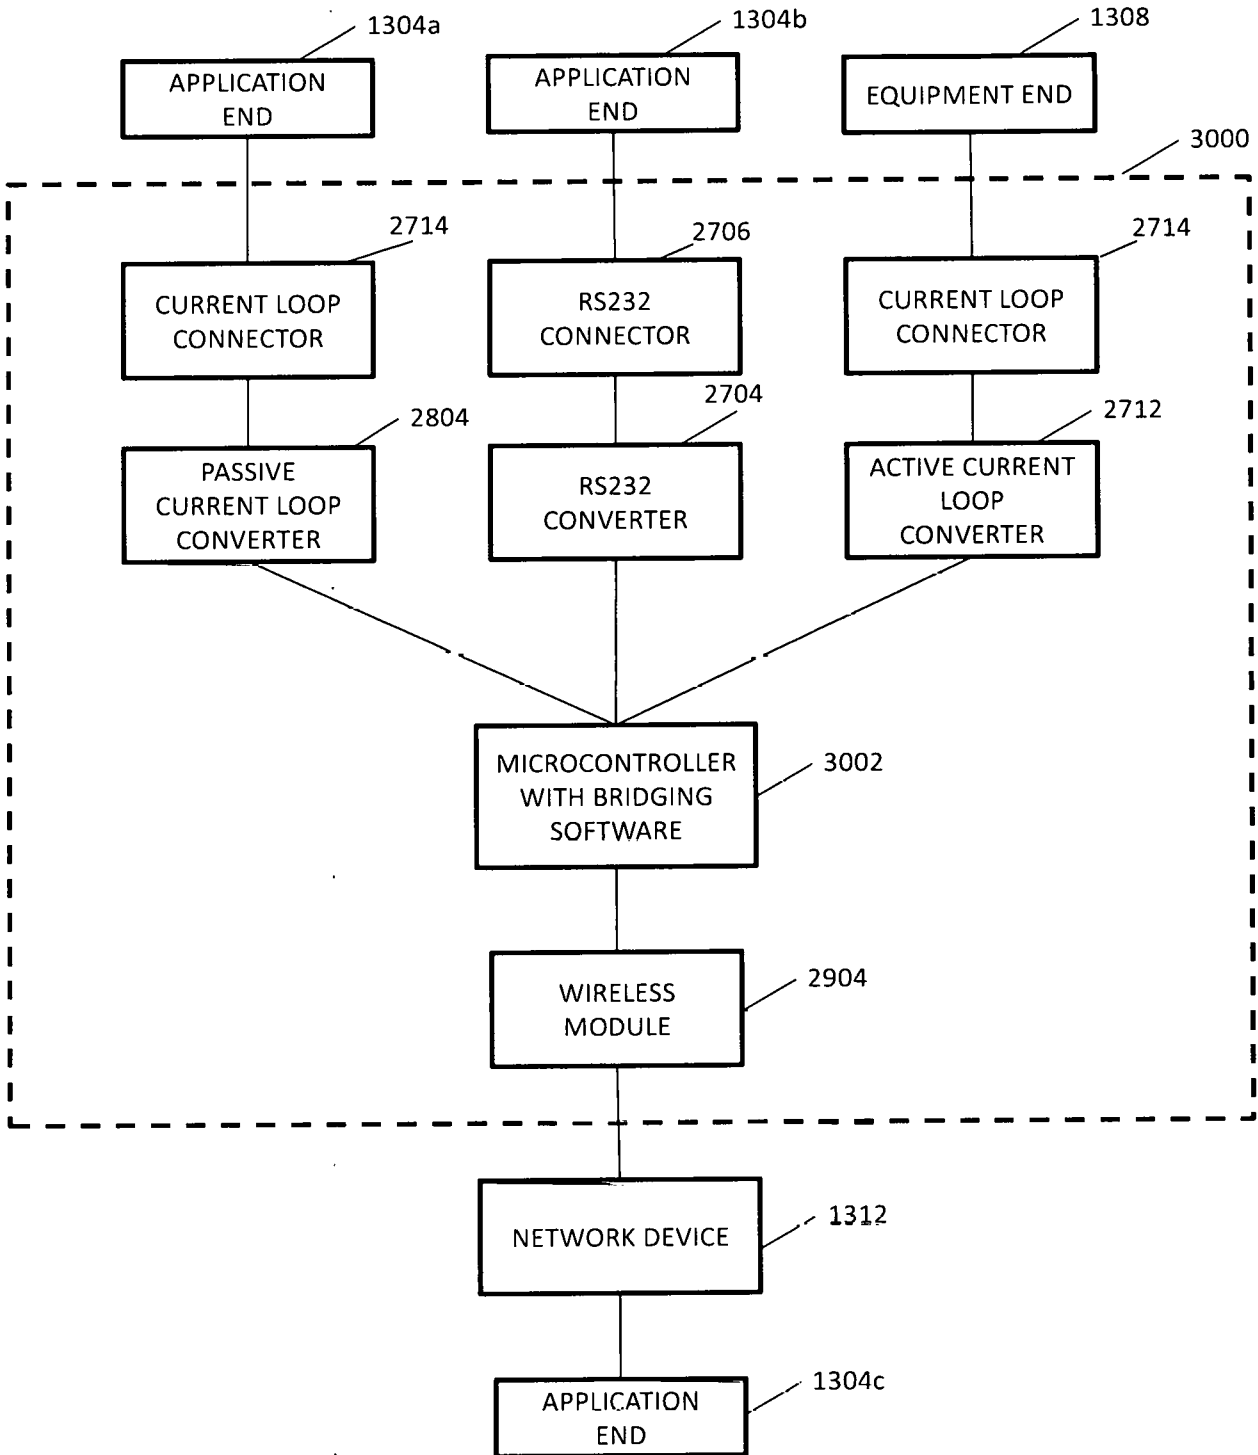 1304a
1304b
1308
APPLICATION
END
APPLICATION
END
EQUIPMENT END
3000
2714
2706
2714
CURRENT LOOP
CONNECTOR
RS232
CONNECTOR
CURRENT LOOP
CONNECTOR
2804
2704
2712
PASSIVE
CURRENT LOOP
CONVERTER
RS232
CONVERTER
ACTIVE CURRENT
LOOP
CONVERTER
MICROCONTROLLER
WITH BRIDGING
SOFTWARE
3002
WIRELESS
MODULE
2904
NETWORK DEVICE
1312
APPLICATION
END
1304c